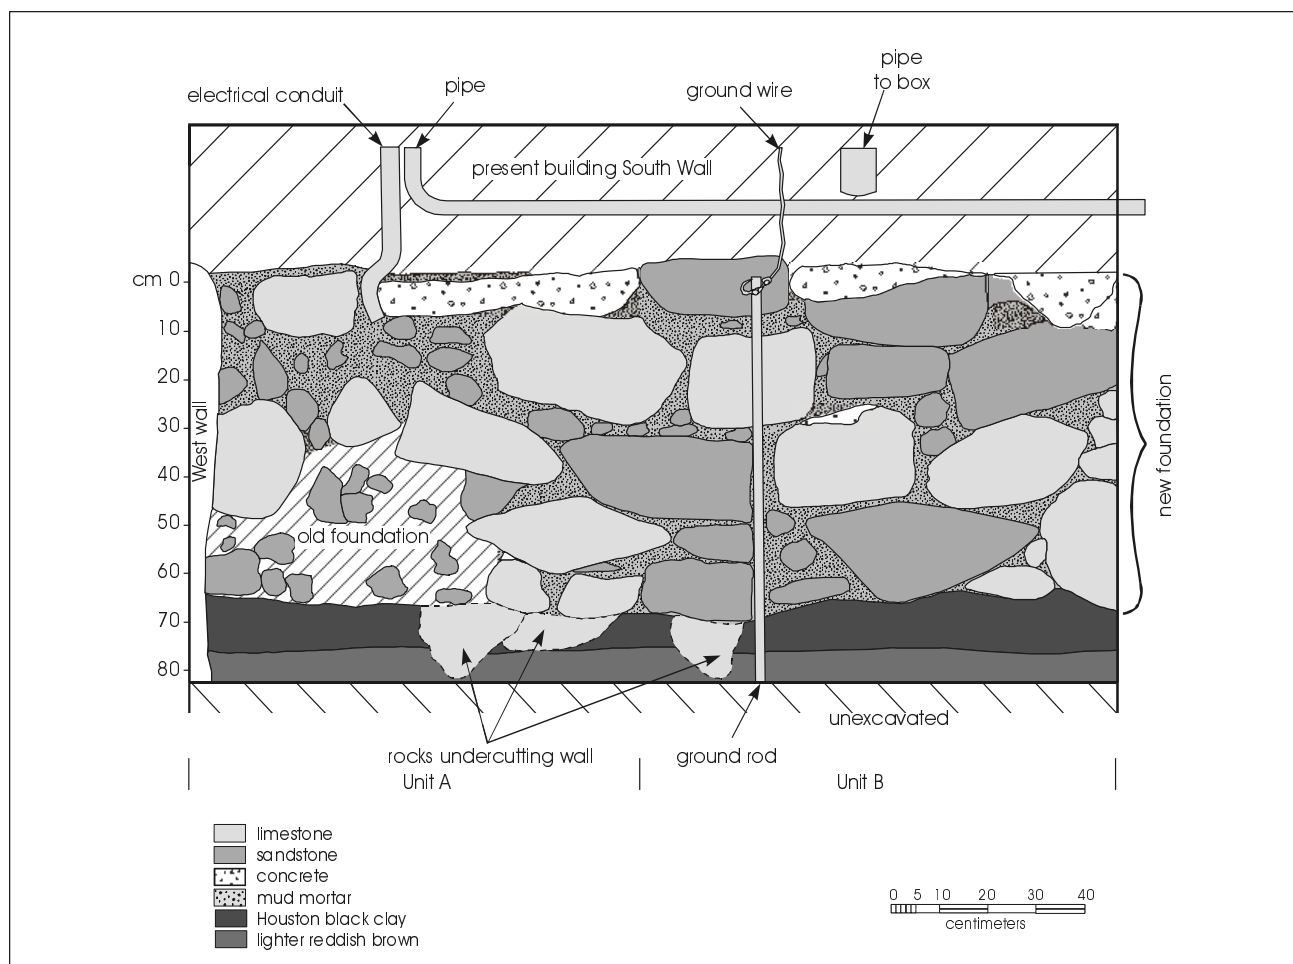 pipe
to box
pipe
electrical conduit
ground wire
present building South Wall
cm 0
10
20
30
40
50
60
70
80
West wall
old foundation
new foundation
unexcavated
rocks undercutting wall
ground rod
Unit A
Unit B
limestone
sandstone
concrete
mud mortar
Houston black clay
lighter reddish brown
0 5 10 20 30 40
centimeters